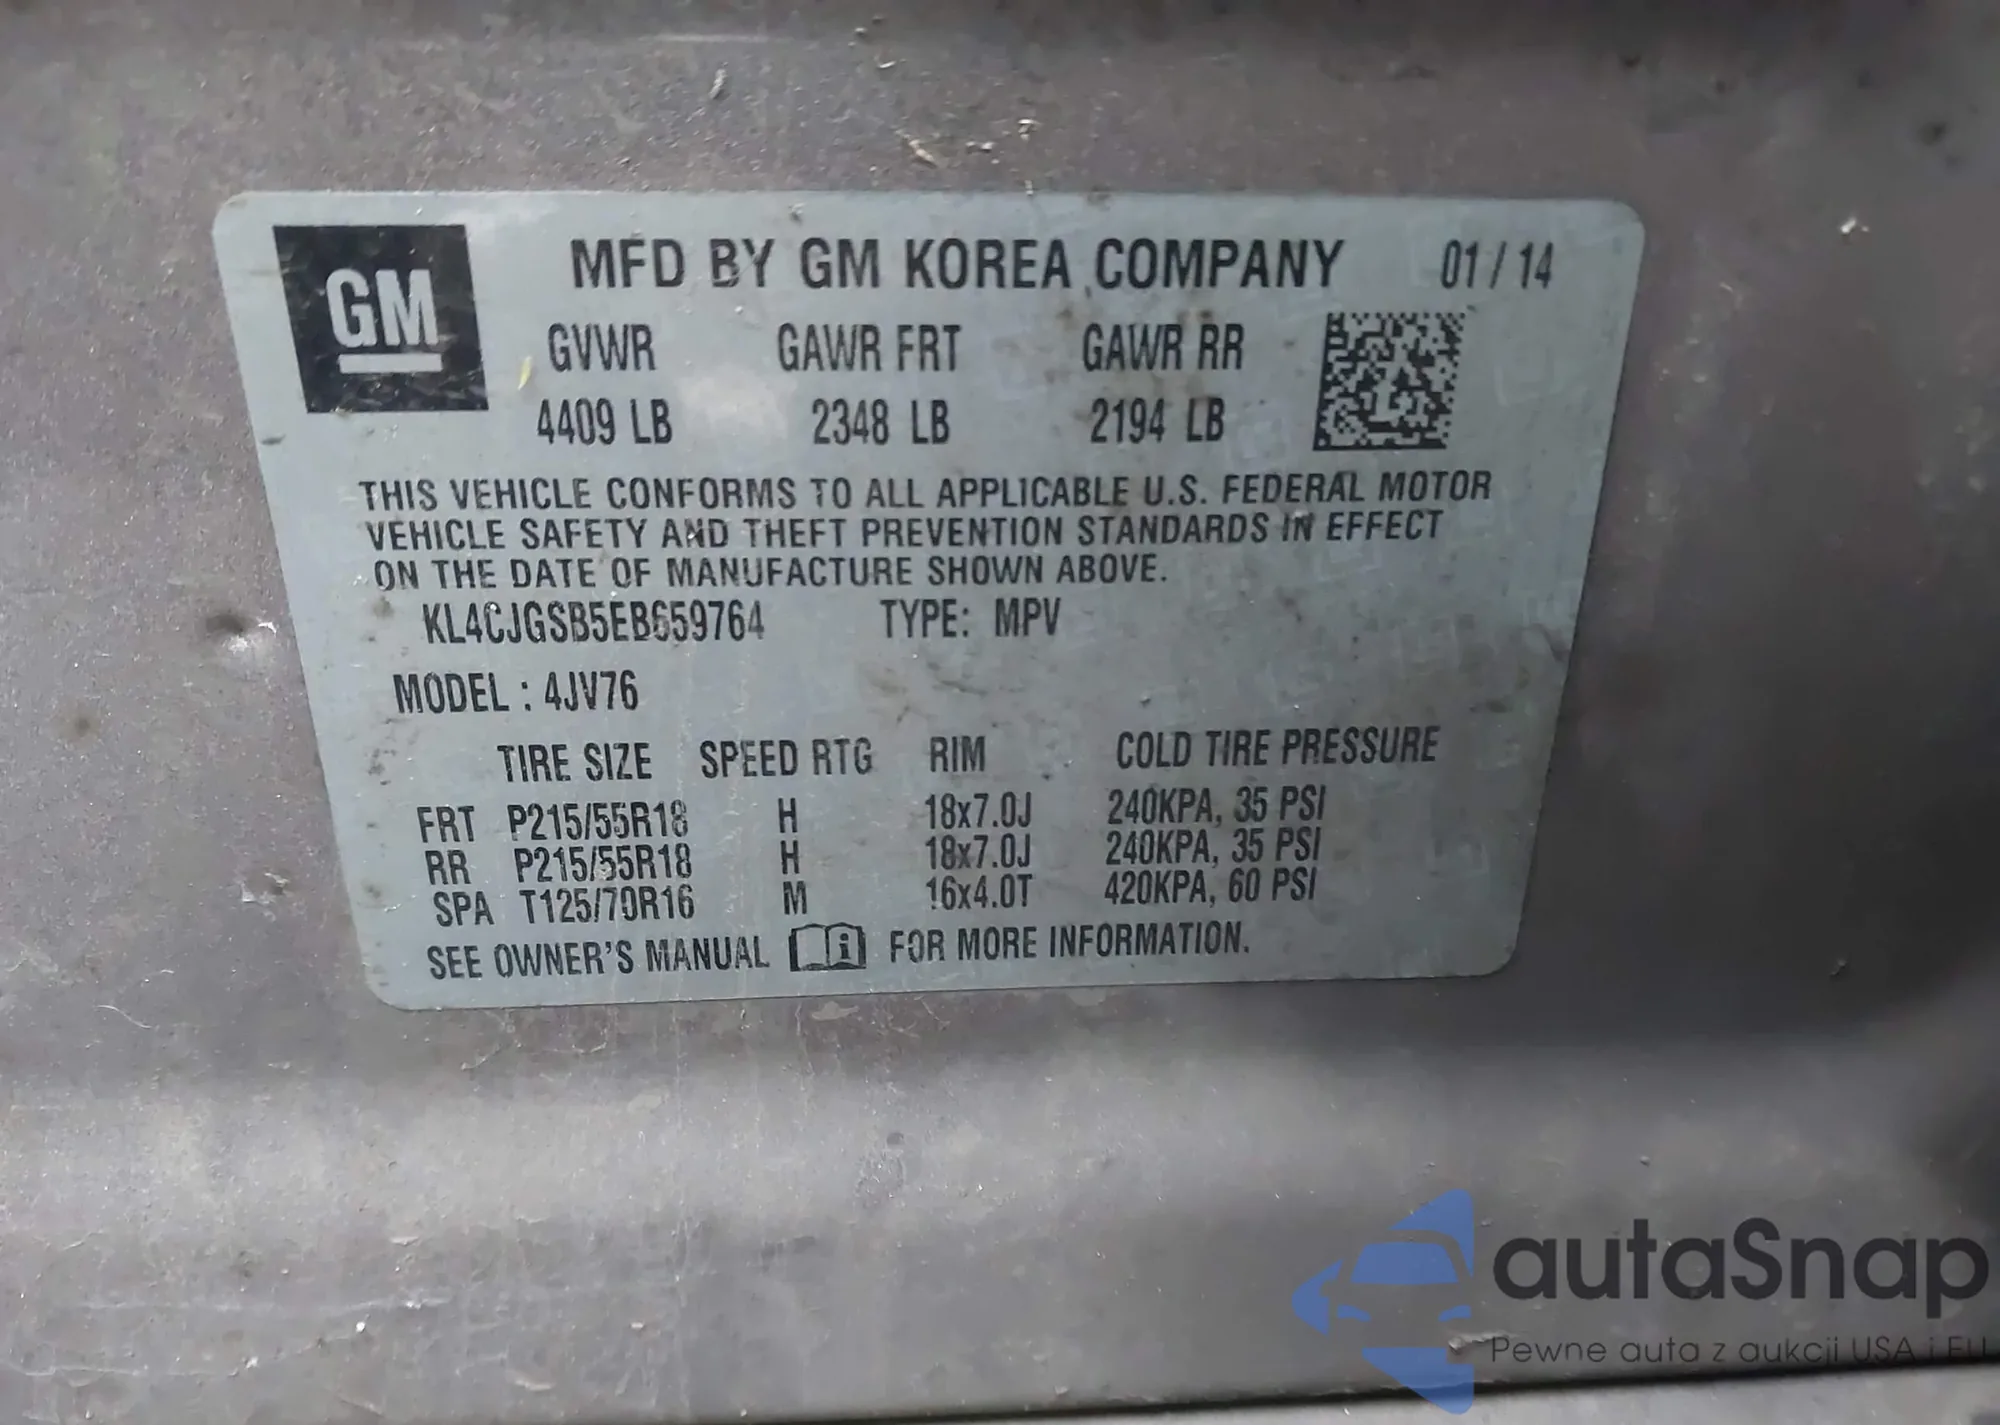 GM
MFD BY GM KOREA COMPANY 01/14
GVWR GAWR FRT GAWR RR
4409 LB 2348 LB 2194 LB
THIS VEHICLE CONFORMS TO ALL APPLICABLE U.S. FEDERAL MOTOR
VEHICLE SAFETY AND THEFT PREVENTION STANDARDS IN EFFECT
ON THE DATE OF MANUFACTURE SHOWN ABOVE.
KL4CJGSB5EB659764 TYPE: MPV
MODEL : 4JV76
TIRE SIZE SPEED RTG RIM COLD TIRE PRESSURE
FRT P215/55R18 H 18x7.0J 240KPA, 35 PSI
RR P215/55R18 H 18x7.0J 240KPA, 35 PSI
SPA T125/70R16 M 16x4.0T 420KPA, 60 PSI
SEE OWNER'S MANUAL i FOR MORE INFORMATION.
autaSnap
Pewne auta z aukcji USA i EU